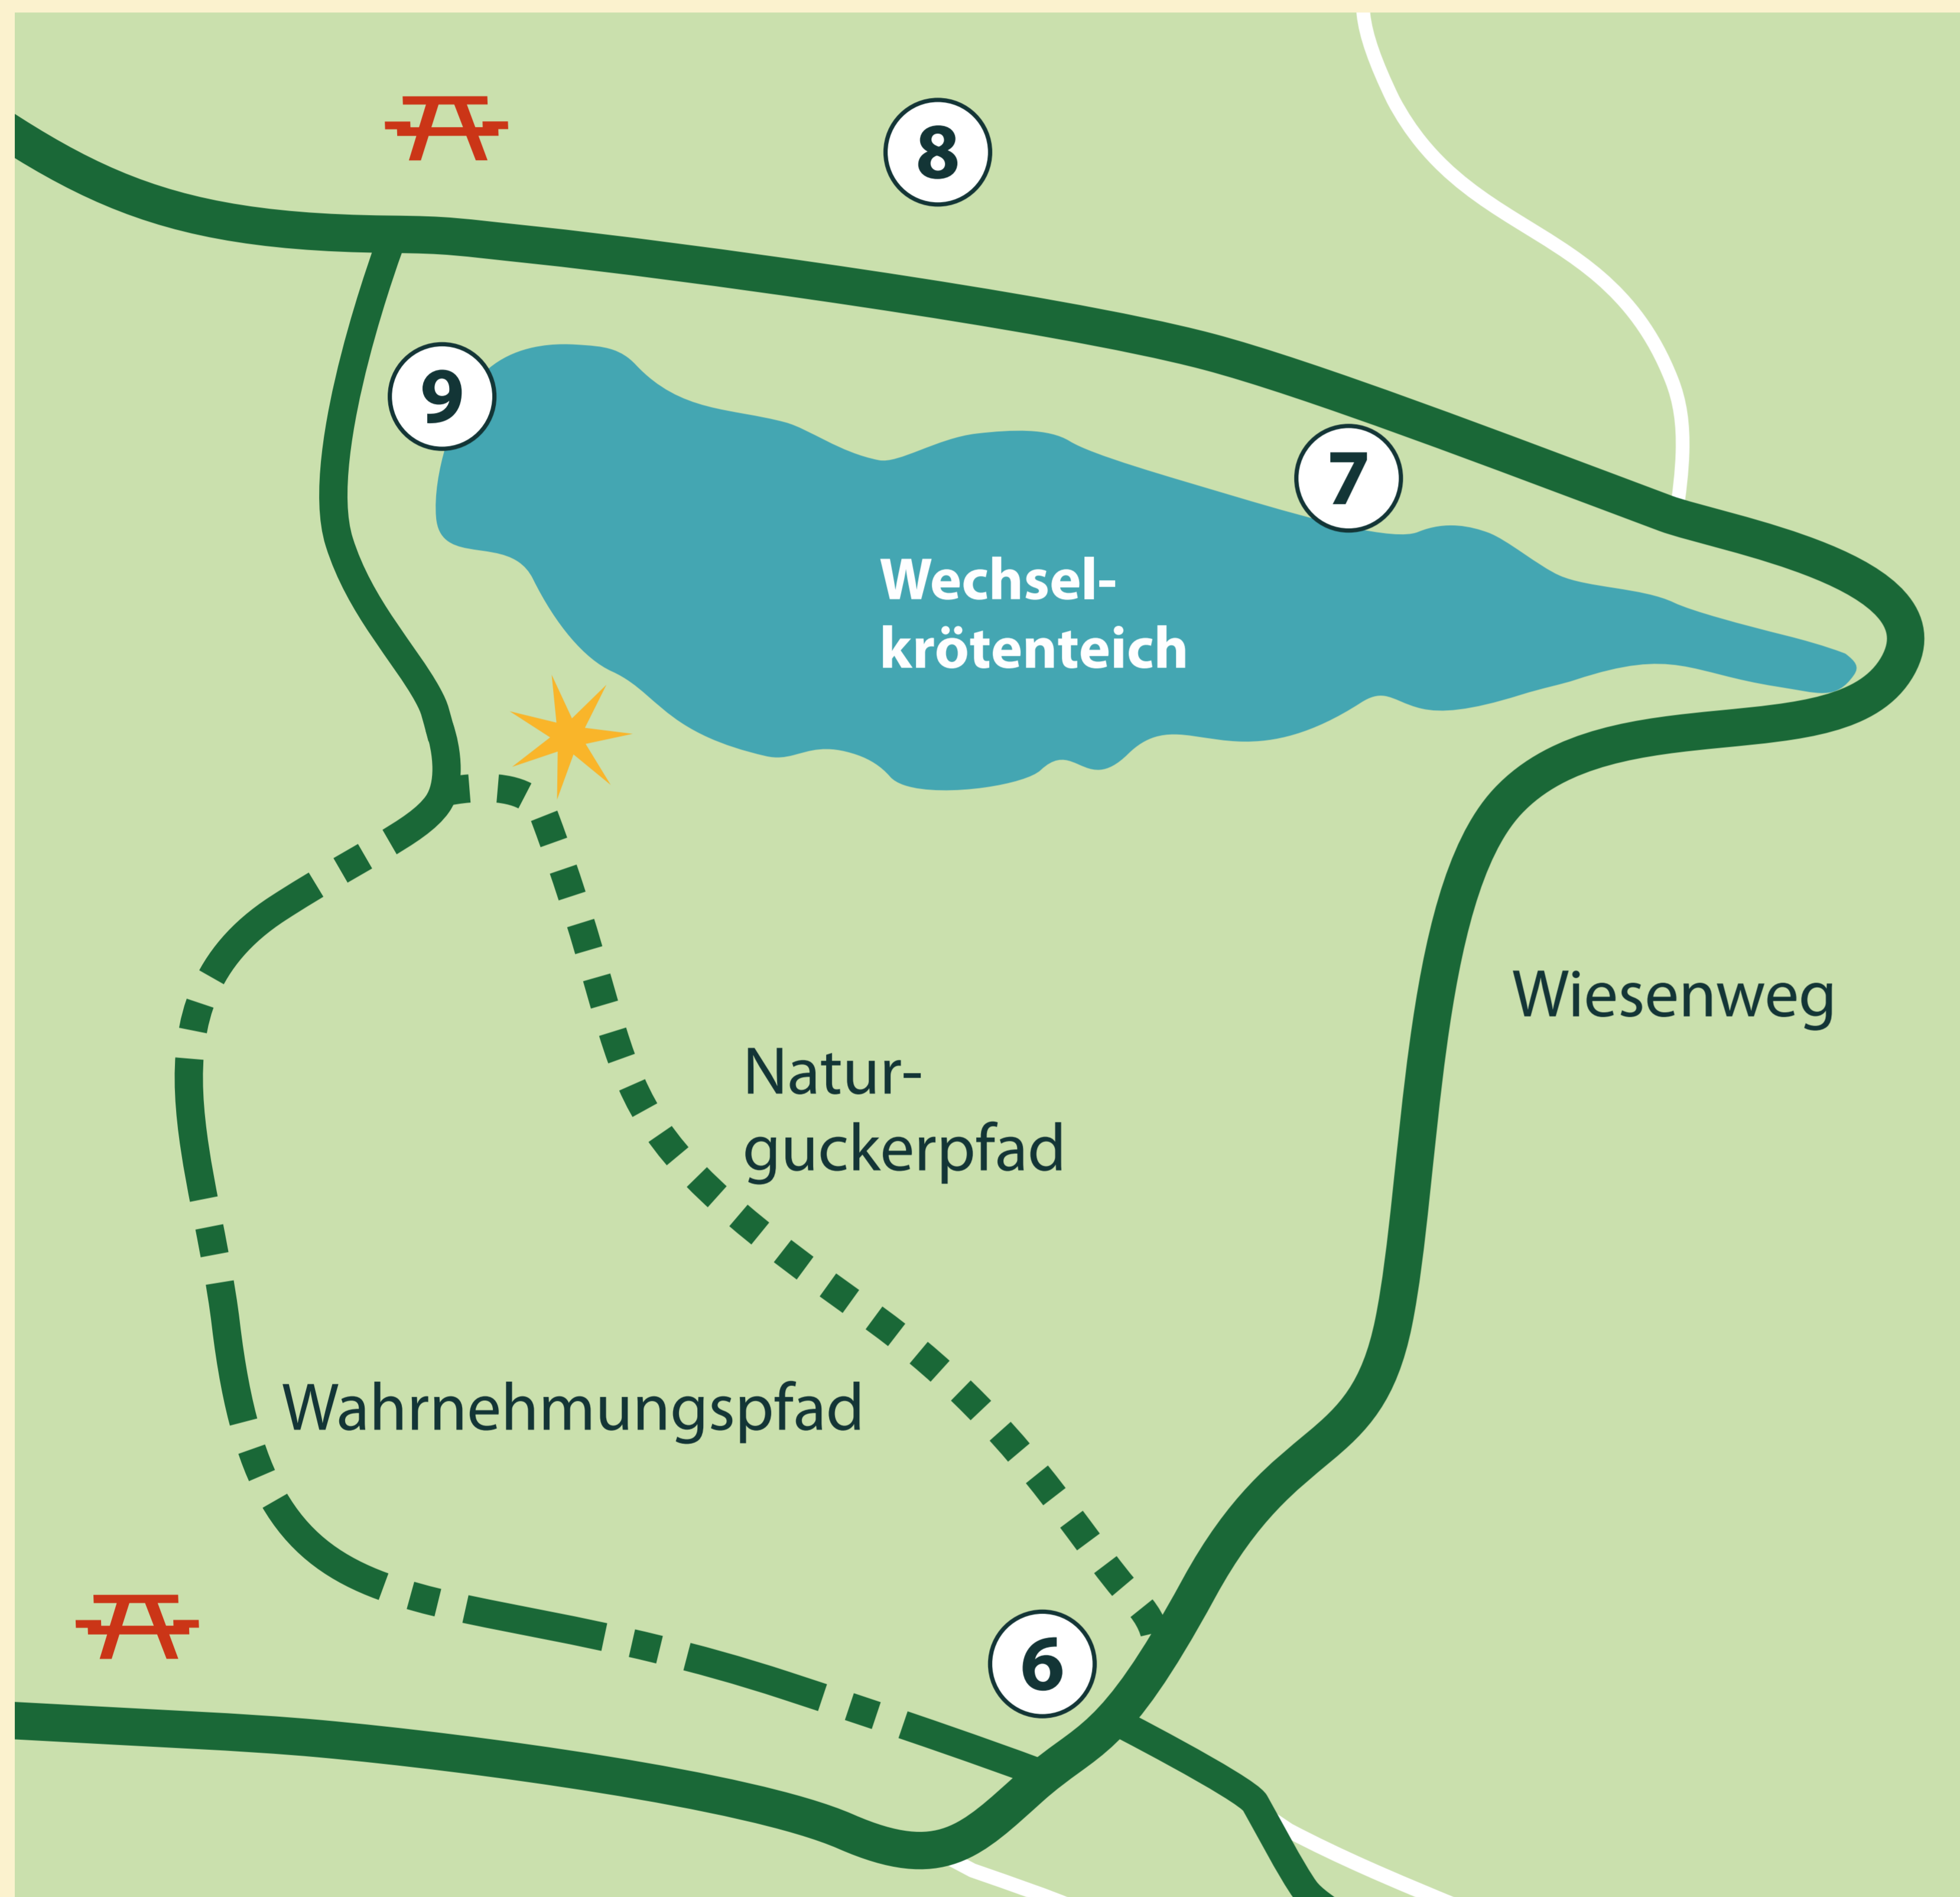 8
9
7
Wechsel-
krötenteich
Wiesenweg
Natur-
guckerpfad
Wahrnehmungspfad
6